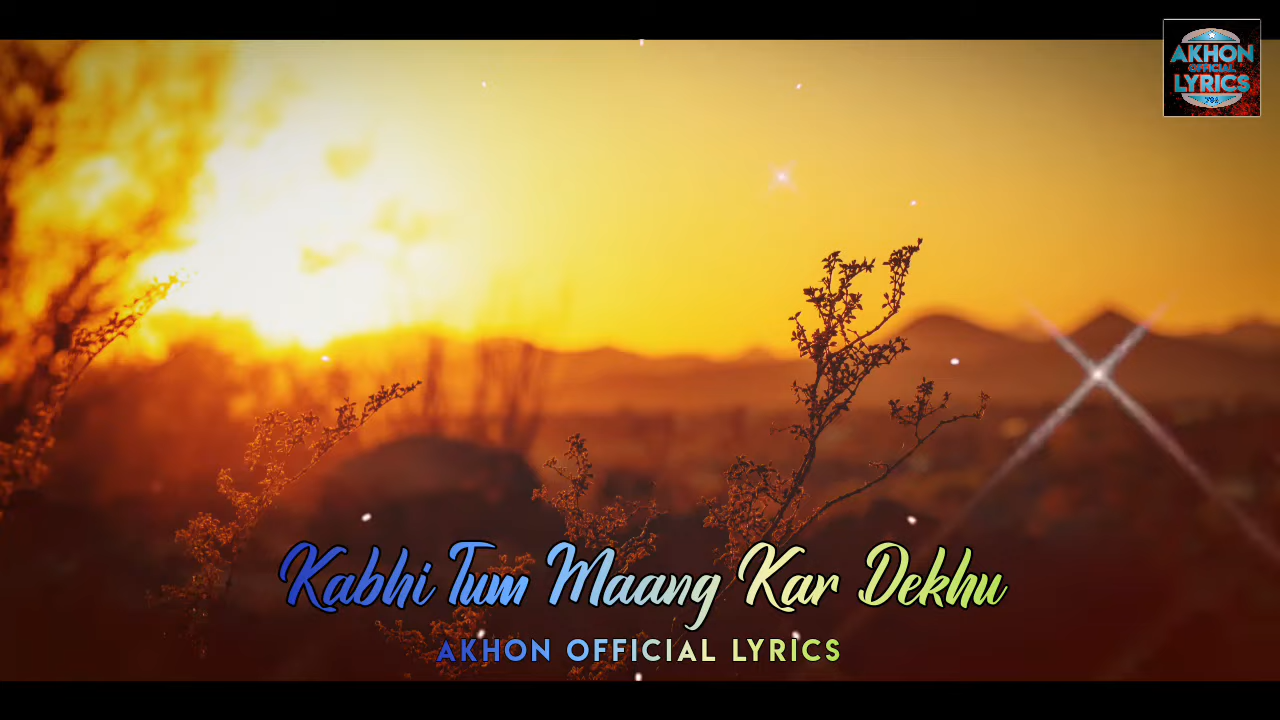 AKHON
OFFICIAL
LYRICS
Kabhi Tum Maang Kar Dekhu
AKHON OFFICIAL LYRICS